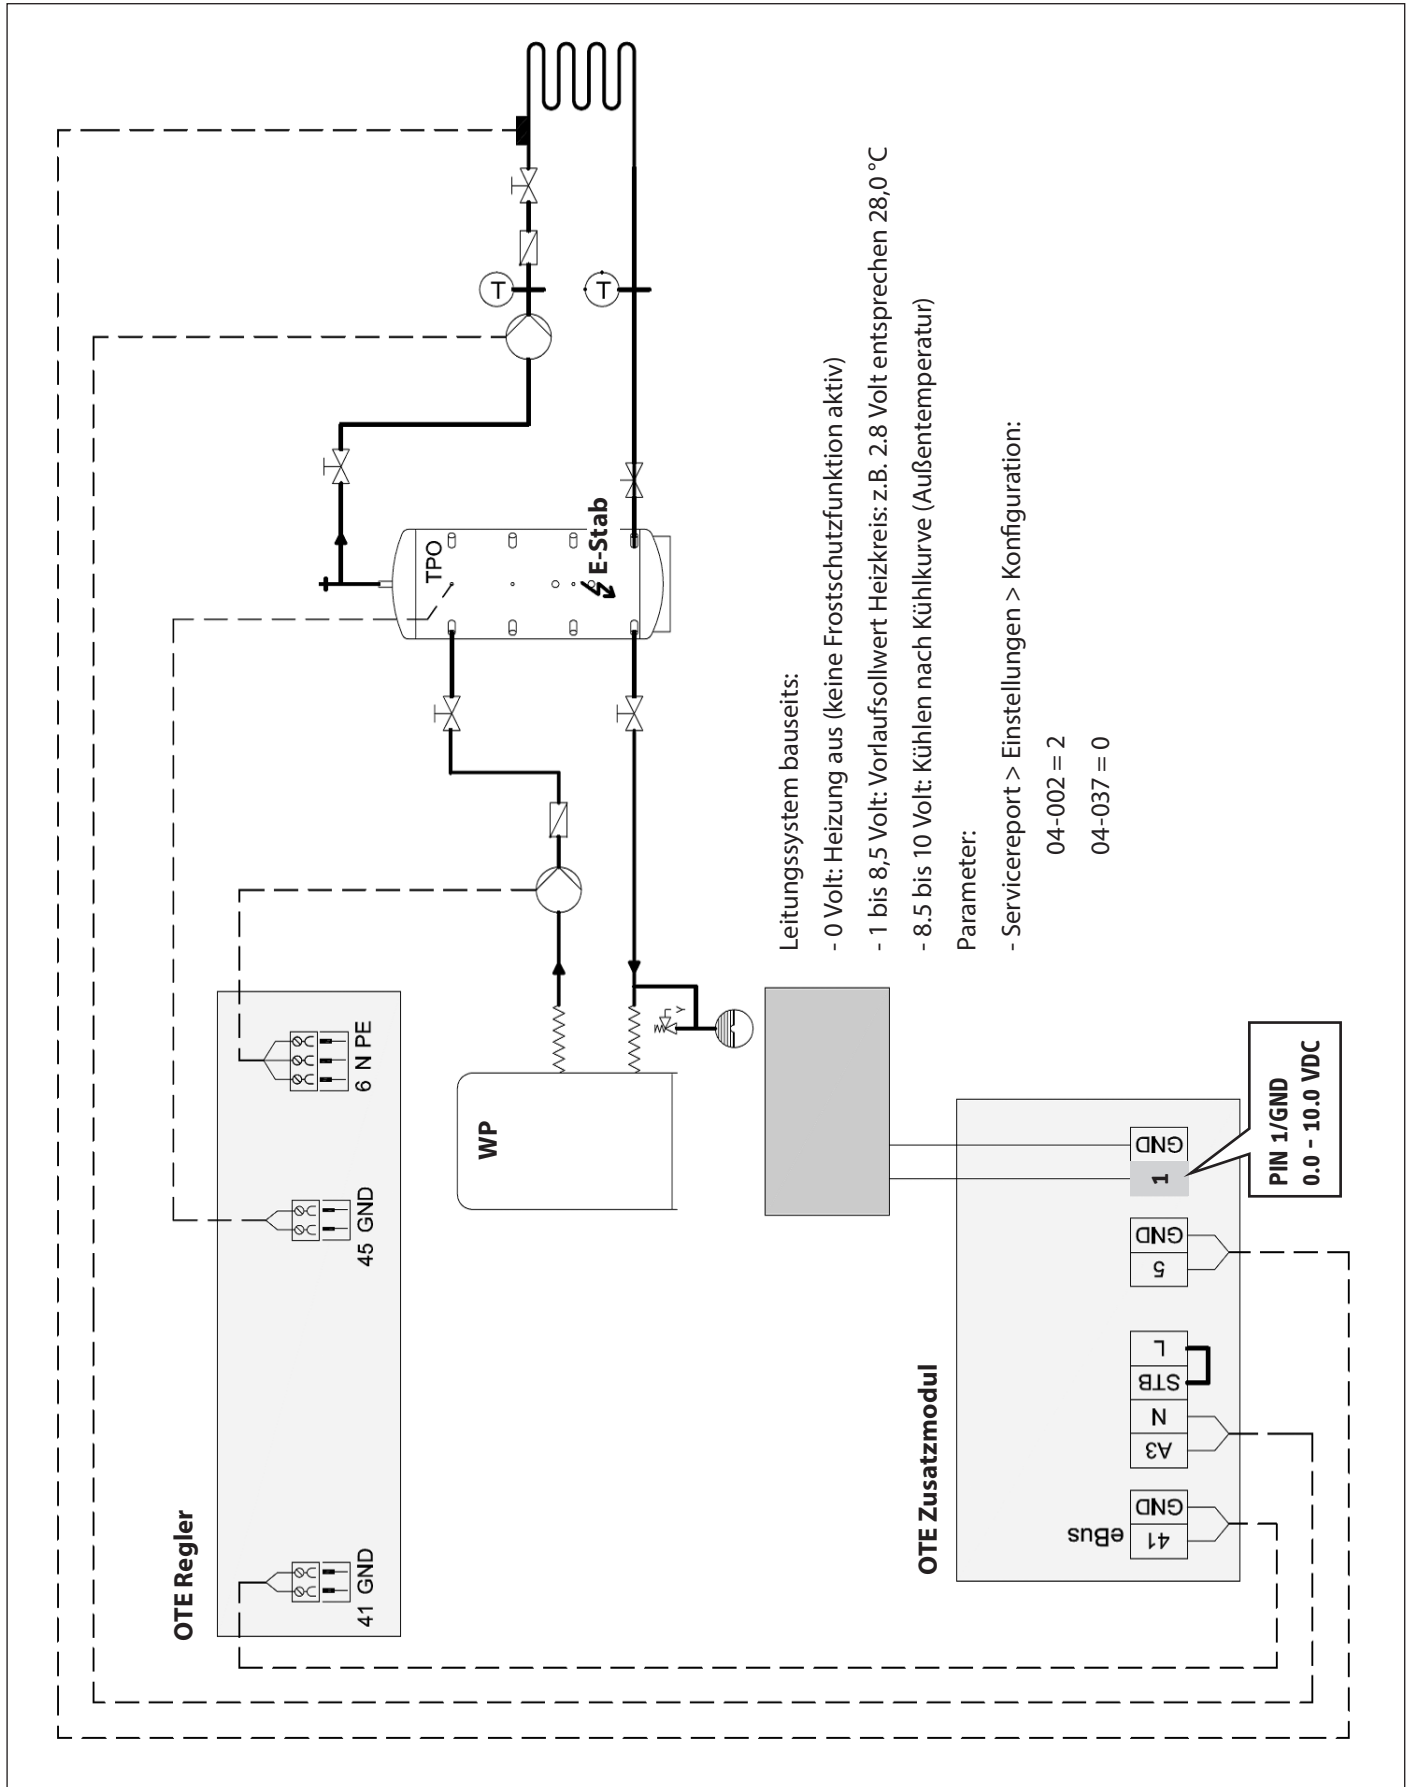 OTE Regler
41 GND
45 GND
6 N PE
TPO
E-Stab
T
T
WP
Y
Leitungssystem bauseits:
- 0 Volt: Heizung aus (keine Frostschutzfunktion aktiv)
- 1 bis 8,5 Volt: Vorlaufsollwert Heizkreis: z.B. 2.8 Volt entsprechen 28,0 °C
- 8.5 bis 10 Volt: Kühlen nach Kühlkurve (Außentemperatur)
Parameter:
- Servicereport > Einstellungen > Konfiguration:
04-002 = 2
04-037 = 0
OTE Zusatzmodul
eBus
41 GND
A3 N STB L
5 GND
1 GND
PIN 1/GND
0.0 - 10.0 VDC